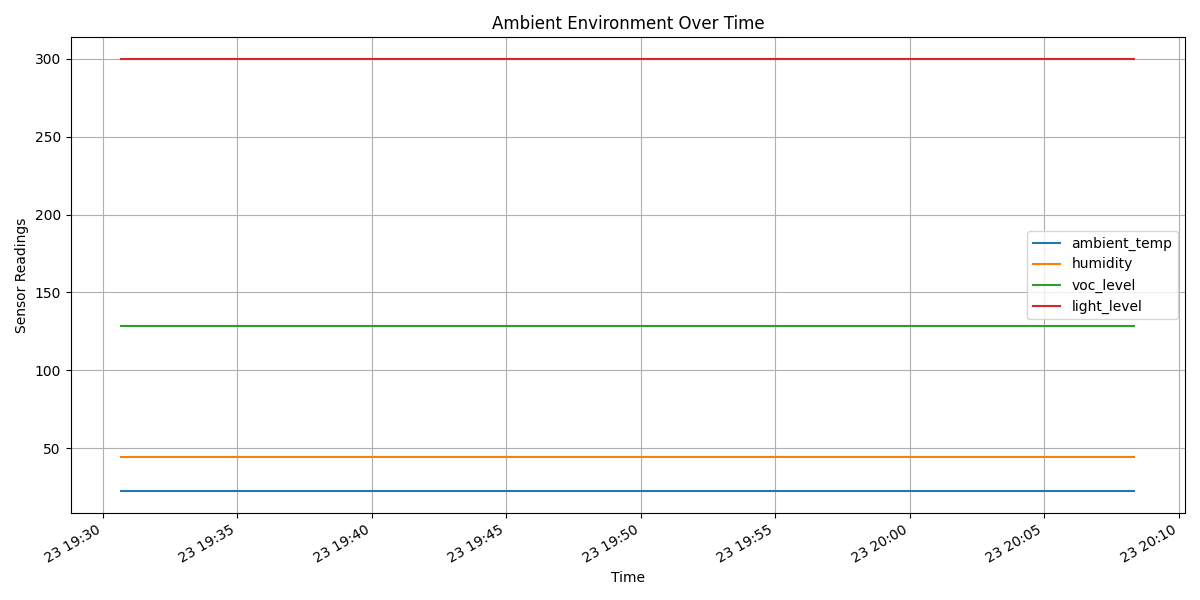 Ambient Environment Over Time
300
250
200
150
100
50
Sensor Readings
ambient_temp
humidity
voc_level
light_level
23 19:30
23 19:35
23 19:40
23 19:45
23 19:50
23 19:55
23 20:00
23 20:05
23 20:10
Time